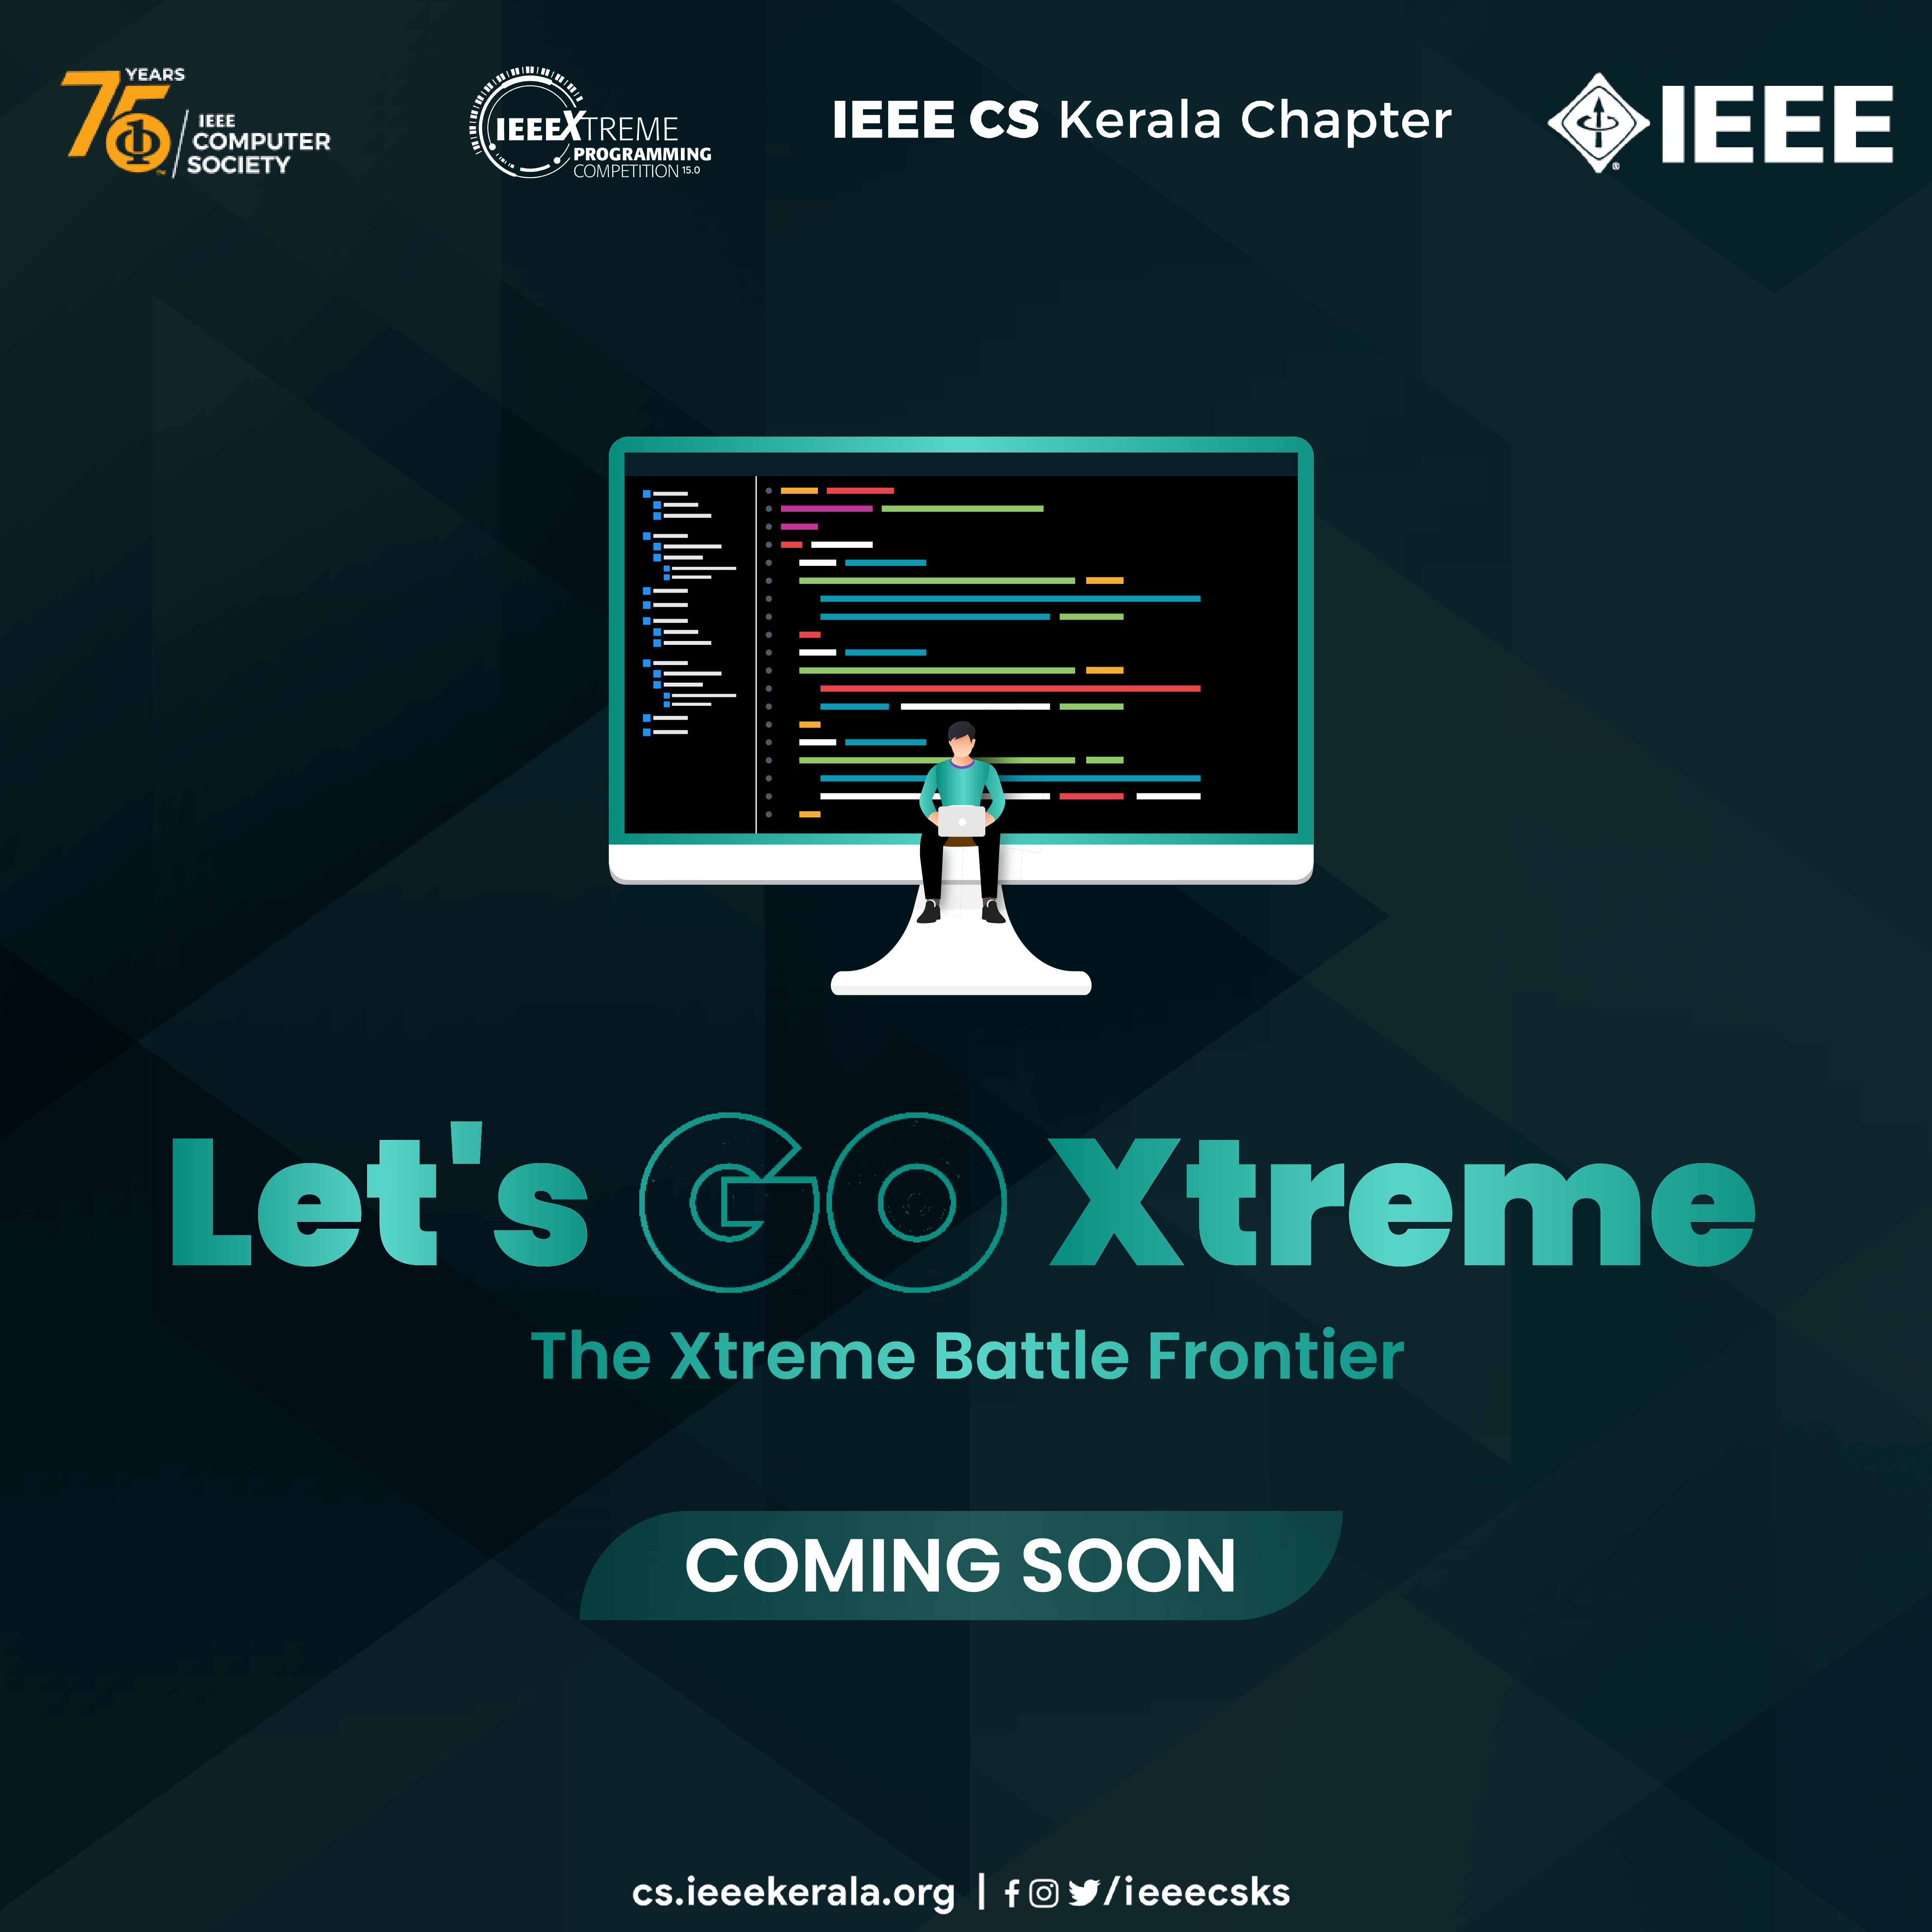 75 YEARS
IEEE
COMPUTER
SOCIETY
TM
IEEEXTREME
PROGRAMMING
COMPETITION 15.0
IEEE CS Kerala Chapter
IEEE
®
Let's GO Xtreme
The Xtreme Battle Frontier
COMING SOON
cs.ieeekerala.org | /ieeecsks